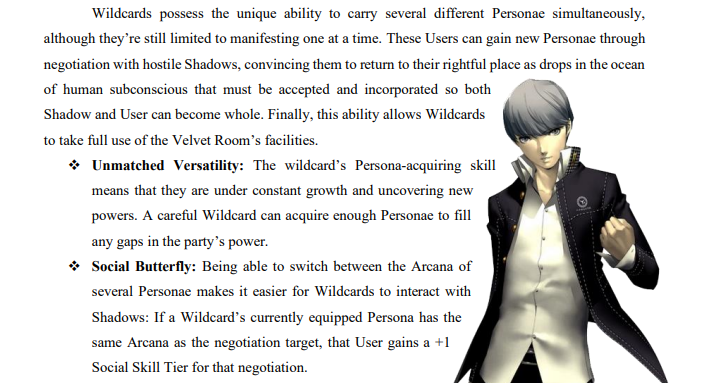 Wildcards possess the unique ability to carry several different Personae simultaneously,
although they're still limited to manifesting one at a time. These Users can gain new Personae through
negotiation with hostile Shadows, convincing them to return to their rightful place as drops in the ocean
of human subconscious that must be accepted and incorporated so both
Shadow and User can become whole. Finally, this ability allows Wildcards
to take full use of the Velvet Room's facilities.
❖ Unmatched Versatility: The wildcard's Persona-acquiring skill
means that they are under constant growth and uncovering new
powers. A careful Wildcard can acquire enough Personae to fill
any gaps in the party's power.
❖ Social Butterfly: Being able to switch between the Arcana of
several Personae makes it easier for Wildcards to interact with
Shadows: If a Wildcard's currently equipped Persona has the
same Arcana as the negotiation target, that User gains a +1
Social Skill Tier for that negotiation.